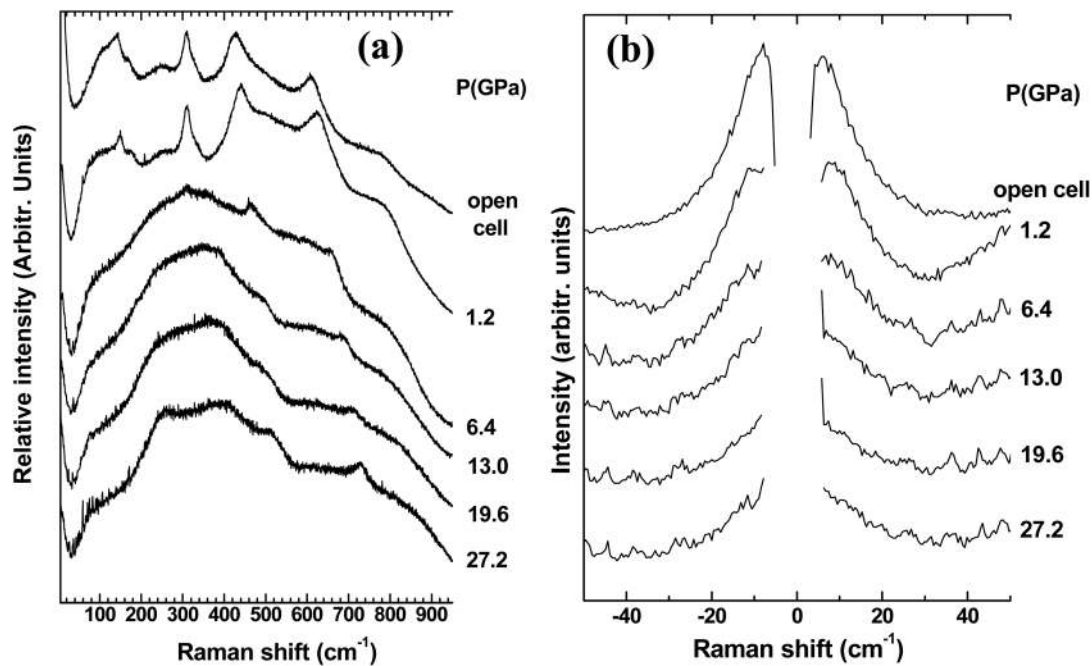 (a)
P(GPa)
open
cell
1.2
6.4
13.0
19.6
27.2
Relative intensity (Arbitr. Units)
100 200 300 400 500 600 700 800 900
Raman shift (cm-1)
(b)
P(GPa)
open cell
1.2
6.4
13.0
19.6
27.2
Intensity (arbitr. units)
-40 -20 0 20 40
Raman shift (cm-1)